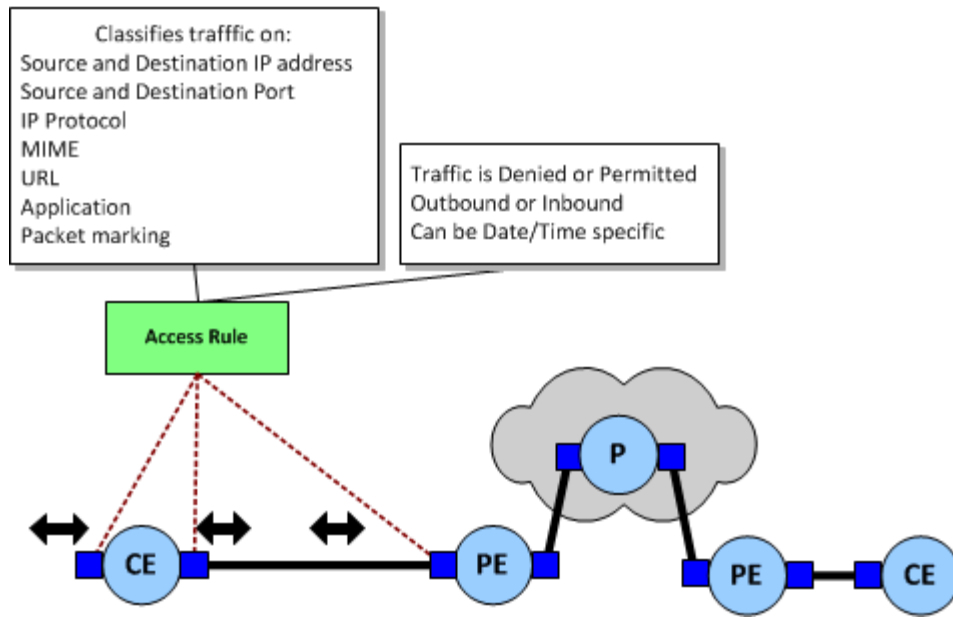 Classifies trafffic on:
Source and Destination IP address
Source and Destination Port
IP Protocol
MIME
URL
Application
Packet marking
Traffic is Denied or Permitted
Outbound or Inbound
Can be Date/Time specific
Access Rule
P
CE
PE
PE
CE